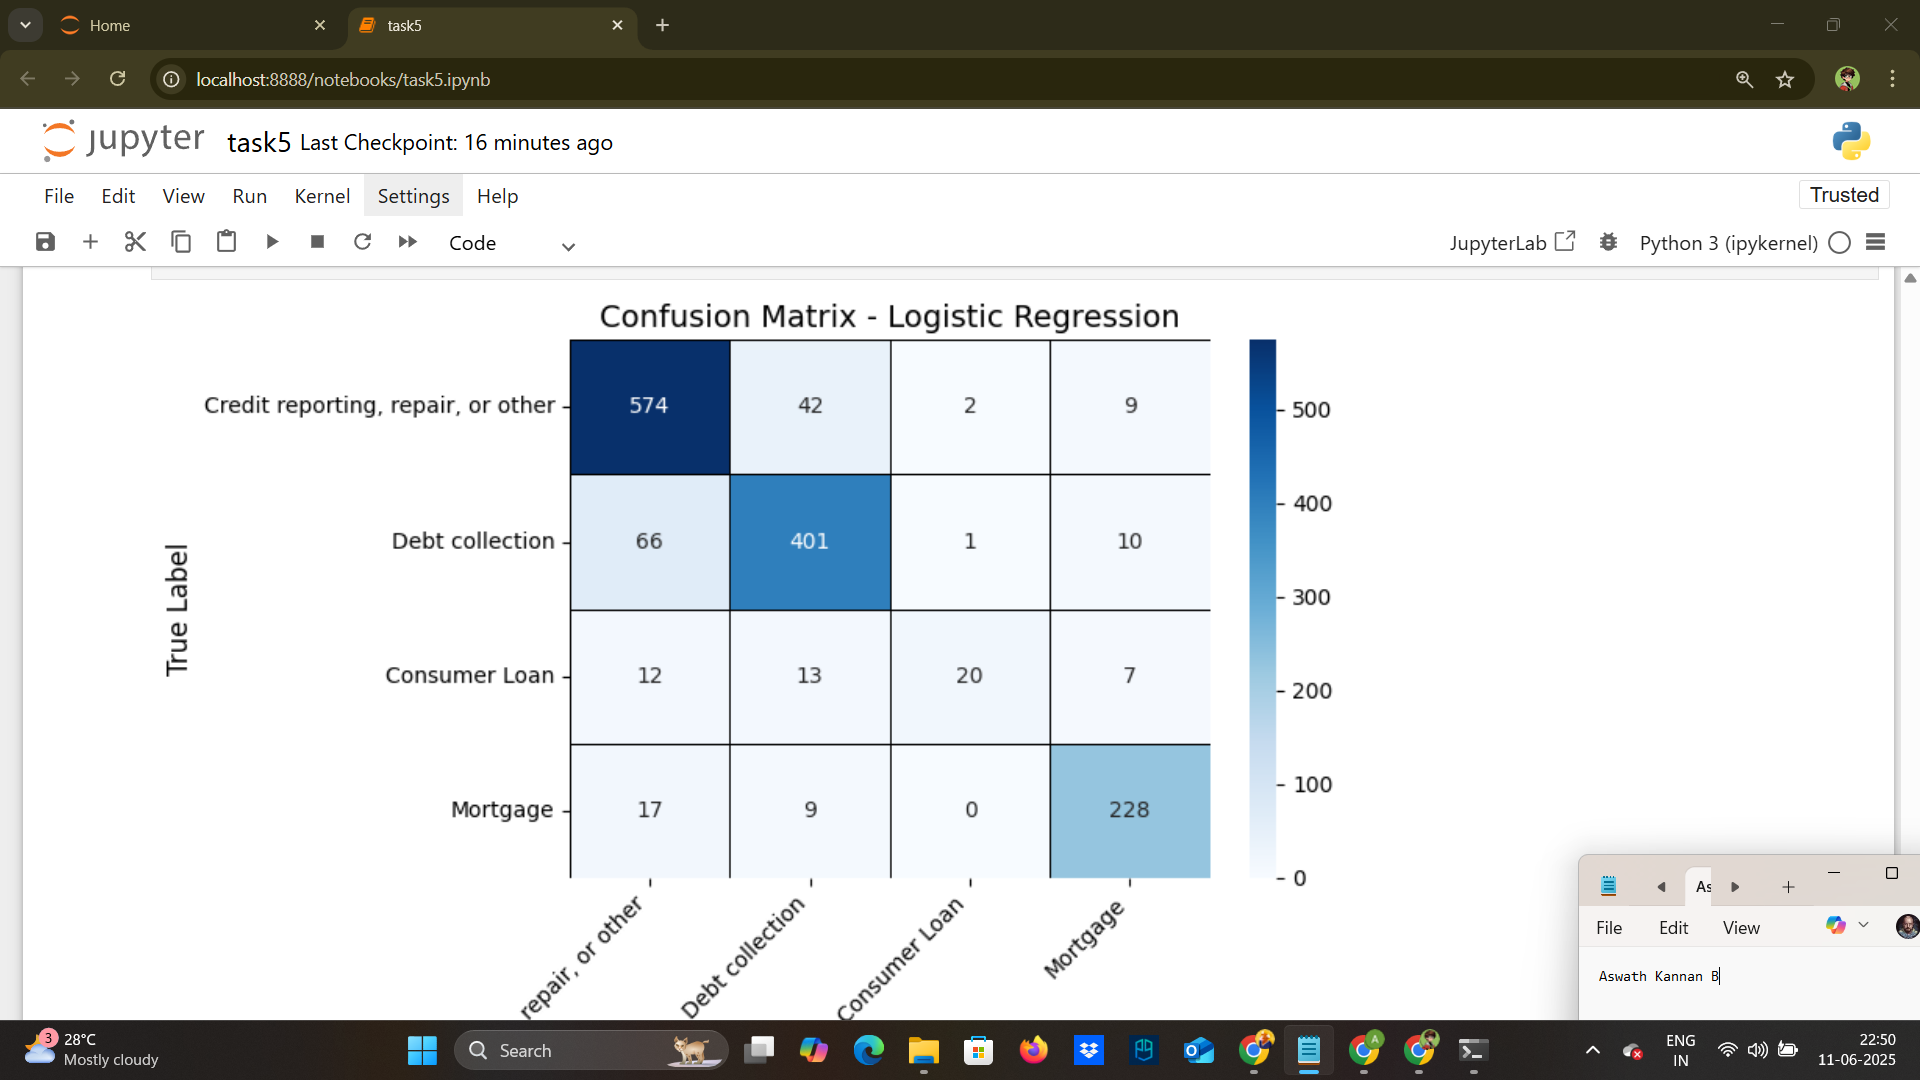 Home
task5
localhost:8888/notebooks/task5.ipynb
jupyter task5 Last Checkpoint: 16 minutes ago
File Edit View Run Kernel Settings Help
Trusted
Code
JupyterLab
Python 3 (ipykernel)
Confusion Matrix - Logistic Regression
Credit reporting, repair, or other 574 42 2 9
Debt collection 66 401 1 10
Consumer Loan 12 13 20 7
Mortgage 17 9 0 228
True Label
500
400
300
200
100
0
repair, or other
Debt collection
Consumer Loan
Mortgage
As
File Edit View
Aswath Kannan B
3
28°C
Mostly cloudy
Search
A
ENG
IN
22:50
11-06-2025